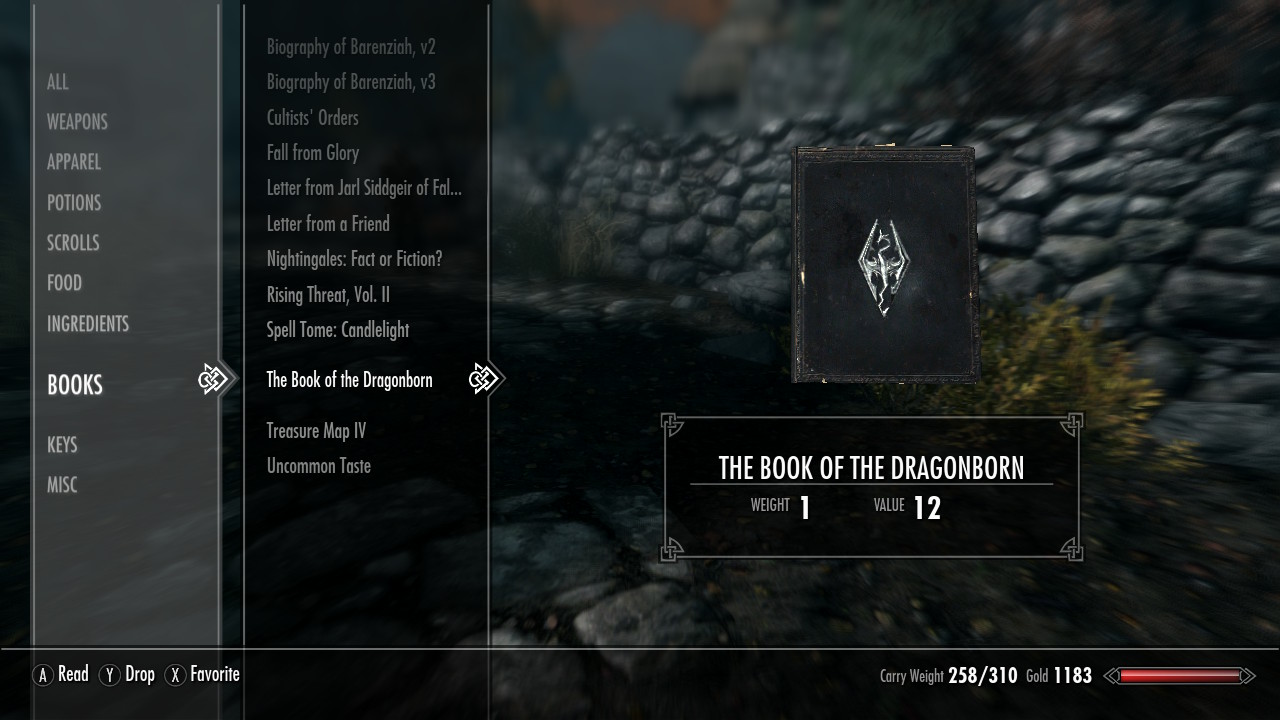 ALL
WEAPONS
APPAREL
POTIONS
SCROLLS
FOOD
INGREDIENTS
BOOKS
KEYS
MISC
Biography of Barenziah, v2
Biography of Barenziah, v3
Cultists' Orders
Fall from Glory
Letter from Jarl Siddgeir of Fal...
Letter from a Friend
Nightingales: Fact or Fiction?
Rising Threat, Vol. II
Spell Tome: Candlelight
The Book of the Dragonborn
Treasure Map IV
Uncommon Taste
THE BOOK OF THE DRAGONBORN
WEIGHT 1 VALUE 12
A Read Y Drop X Favorite
Carry Weight 258/310 Gold 1183